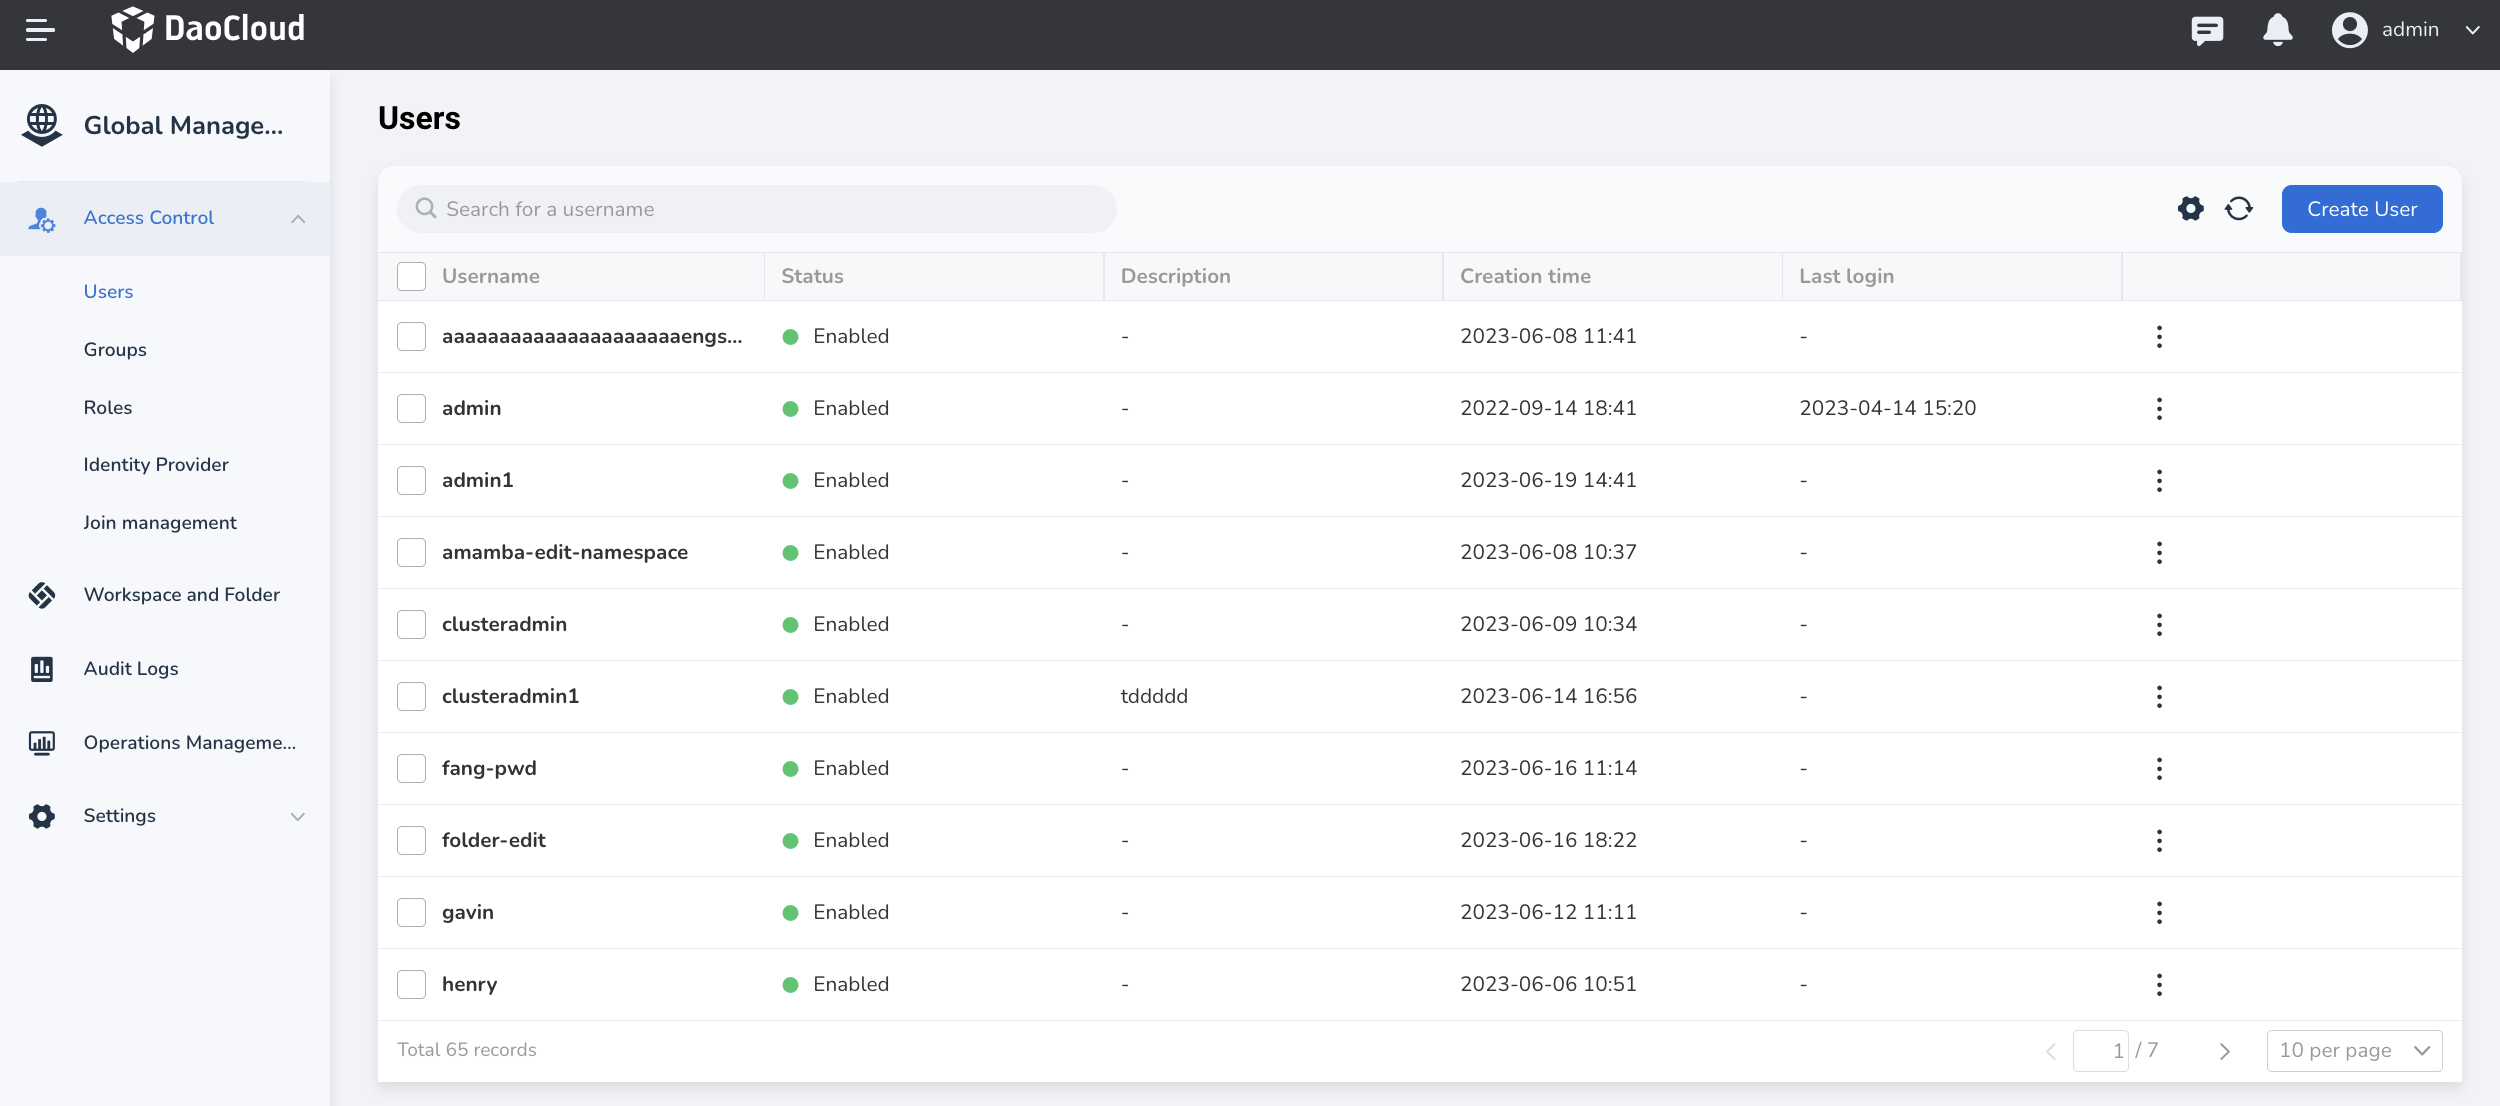 DaoCloud
admin
Global Manage...
Access Control
Users
Groups
Roles
Identity Provider
Join management
Workspace and Folder
Audit Logs
Operations Manageme...
Settings
Users
Search for a username
Create User
Username Status Description Creation time Last login
aaaaaaaaaaaaaaaaaaaaaengs... Enabled - 2023-06-08 11:41 -
admin Enabled - 2022-09-14 18:41 2023-04-14 15:20
admin1 Enabled - 2023-06-19 14:41 -
amamba-edit-namespace Enabled - 2023-06-08 10:37 -
clusteradmin Enabled - 2023-06-09 10:34 -
clusteradmin1 Enabled tddddd 2023-06-14 16:56 -
fang-pwd Enabled - 2023-06-16 11:14 -
folder-edit Enabled - 2023-06-16 18:22 -
gavin Enabled - 2023-06-12 11:11 -
henry Enabled - 2023-06-06 10:51 -
Total 65 records 1 / 7 10 per page